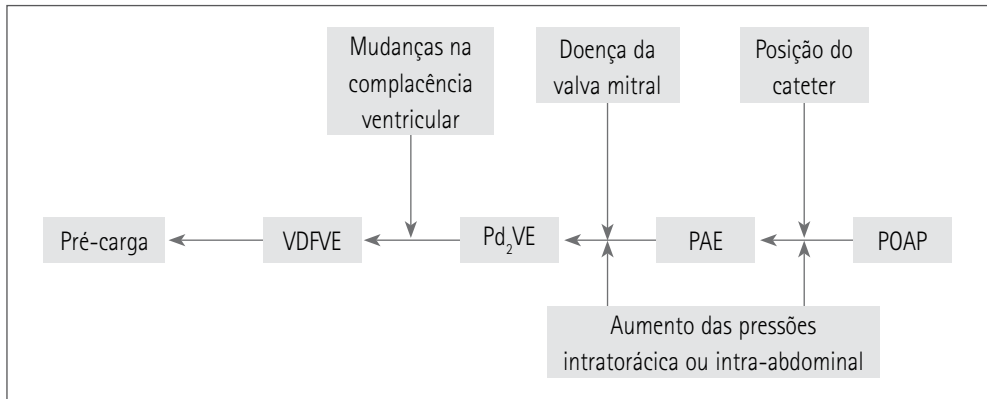 Mudanças na
complacência
ventricular
Doença da
valva mitral
Posição do
cateter
Pré-carga
VDFVE
Pd₂VE
PAE
POAP
Aumento das pressões
intratorácica ou intra-abdominal